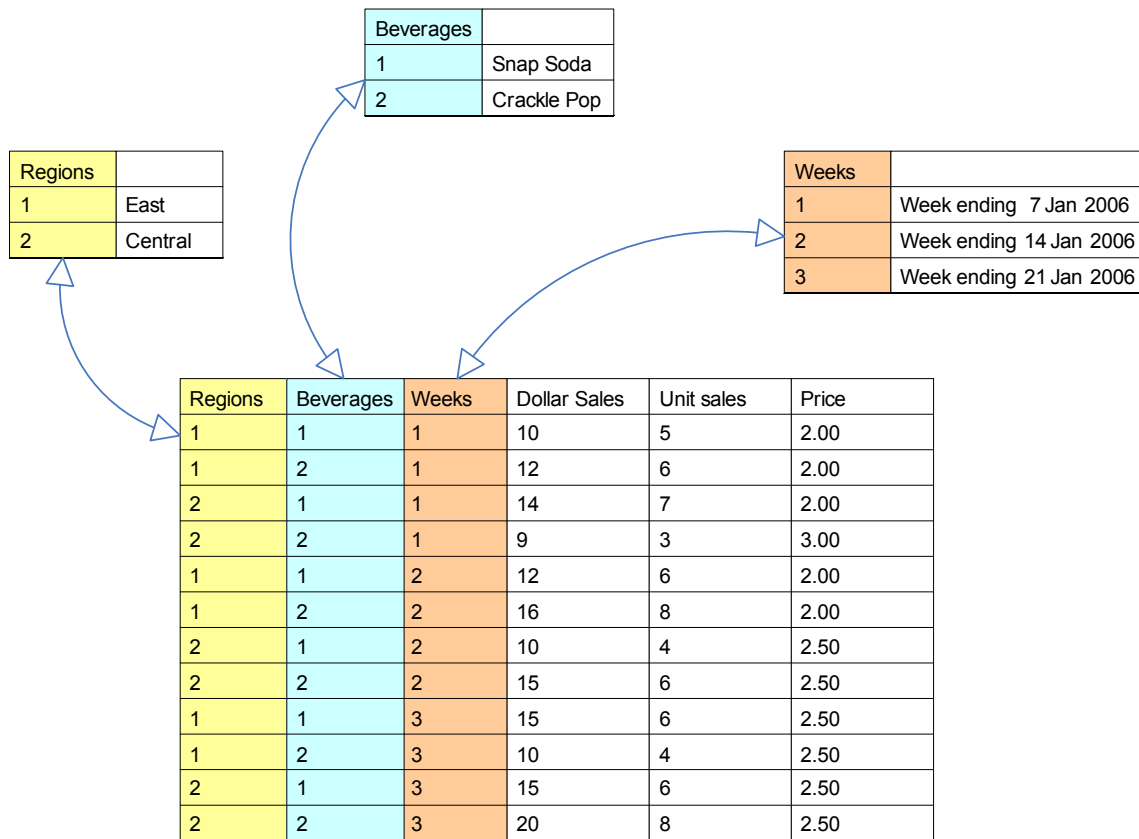 Beverages
1 Snap Soda
2 Crackle Pop
Regions
1 East
2 Central
Weeks
1 Week ending 7 Jan 2006
2 Week ending 14 Jan 2006
3 Week ending 21 Jan 2006
Regions Beverages Weeks Dollar Sales Unit sales Price
1 1 1 10 5 2.00
1 2 1 12 6 2.00
2 1 1 14 7 2.00
2 2 1 9 3 3.00
1 1 2 12 6 2.00
1 2 2 16 8 2.00
2 1 2 10 4 2.50
2 2 2 15 6 2.50
1 1 3 15 6 2.50
1 2 3 10 4 2.50
2 1 3 15 6 2.50
2 2 3 20 8 2.50